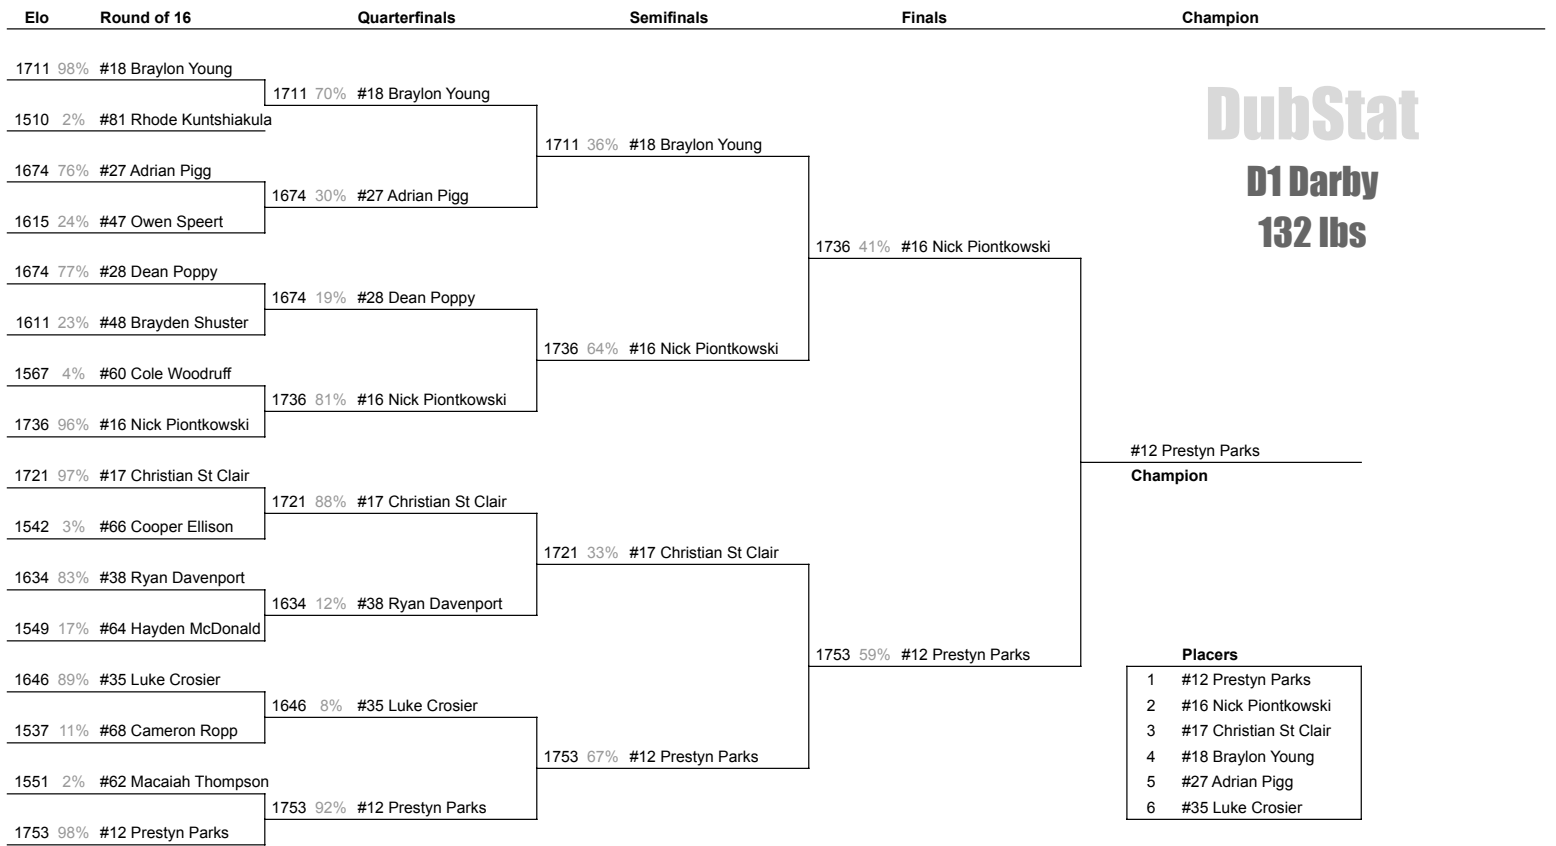 Elo Round of 16 Quarterfinals Semifinals Finals Champion
1711 98% #18 Braylon Young
1711 70% #18 Braylon Young
DubStat
1510 2% #81 Rhode Kuntshiakula
1711 36% #18 Braylon Young
1674 76% #27 Adrian Pigg
D1 Darby
1674 30% #27 Adrian Pigg
1615 24% #47 Owen Speert
132 lbs
1736 41% #16 Nick Piontkowski
1674 77% #28 Dean Poppy
1674 19% #28 Dean Poppy
1611 23% #48 Brayden Shuster
1736 64% #16 Nick Piontkowski
1567 4% #60 Cole Woodruff
1736 81% #16 Nick Piontkowski
1736 96% #16 Nick Piontkowski
#12 Prestyn Parks
1721 97% #17 Christian St Clair
Champion
1721 88% #17 Christian St Clair
1542 3% #66 Cooper Ellison
1721 33% #17 Christian St Clair
1634 83% #38 Ryan Davenport
1634 12% #38 Ryan Davenport
1549 17% #64 Hayden McDonald
1753 59% #12 Prestyn Parks
Placers
1646 89% #35 Luke Crosier
1 #12 Prestyn Parks
1646 8% #35 Luke Crosier
2 #16 Nick Piontkowski
1537 11% #68 Cameron Ropp
3 #17 Christian St Clair
1753 67% #12 Prestyn Parks
4 #18 Braylon Young
1551 2% #62 Macaiah Thompson
5 #27 Adrian Pigg
1753 92% #12 Prestyn Parks
6 #35 Luke Crosier
1753 98% #12 Prestyn Parks